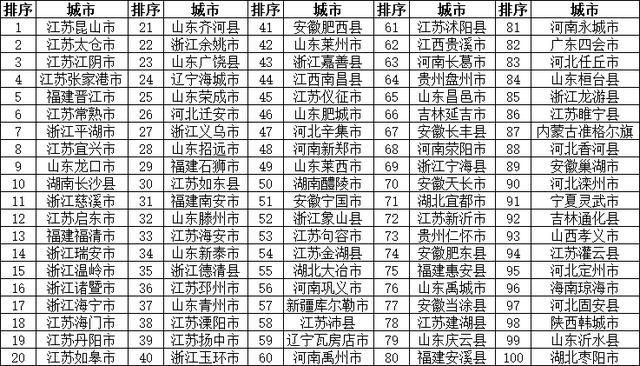 排序 城市 排序 城市 排序 城市 排序 城市 排序 城市
1 江苏昆山市 21 山东齐河县 41 安徽肥西县 61 江苏沭阳县 81 河南永城市
2 江苏太仓市 22 浙江余姚市 42 山东莱州市 62 江西贵溪市 82 广东四会市
3 江苏江阴市 23 山东广饶县 43 浙江嘉善县 63 河南长葛市 83 河北任丘市
4 江苏张家港市 24 辽宁海城市 44 江西南昌县 64 贵州盘州市 84 山东桓台县
5 福建晋江市 25 山东荣成市 45 江苏仪征市 65 山东昌邑市 85 浙江龙游县
6 江苏常熟市 26 河北迁安市 46 山东肥城市 66 吉林延吉市 86 江苏睢宁县
7 浙江平湖市 27 浙江义乌市 47 河北辛集市 67 安徽长丰县 87 内蒙古准格尔旗
8 江苏宜兴市 28 山东招远市 48 河南新郑市 68 河南荥阳市 88 河北香河县
9 山东龙口市 29 福建石狮市 49 山东莱西市 69 浙江宁海县 89 安徽巢湖市
10 湖南长沙县 30 江苏如东县 50 湖南醴陵市 70 安徽天长市 90 河北滦州市
11 浙江慈溪市 31 福建南安市 51 安徽宁国市 71 湖北宜都市 91 宁夏灵武市
12 江苏启东市 32 山东滕州市 52 浙江象山县 72 江苏新沂市 92 吉林通化县
13 福建福清市 33 江苏海安市 53 江苏句容市 73 贵州仁怀市 93 山西孝义市
14 浙江瑞安市 34 山东新泰市 54 江苏金湖县 74 安徽肥东县 94 江苏灌云县
15 浙江温岭市 35 浙江德清县 55 湖北大冶市 75 福建惠安县 95 河北定州市
16 浙江诸暨市 36 江苏邳州市 56 河南巩义市 76 山东禹城市 96 海南琼海市
17 浙江海宁市 37 山东青州市 57 新疆库尔勒市 77 安徽当涂县 97 河北固安县
18 江苏海门市 38 江苏溧阳市 58 江苏沛县 78 江苏建湖县 98 陕西韩城市
19 江苏丹阳市 39 江苏扬中市 59 辽宁瓦房店市 79 山东庆云县 99 山东沂水县
20 江苏如皋市 40 浙江玉环市 60 河南禹州市 80 福建安溪县 100 湖北枣阳市